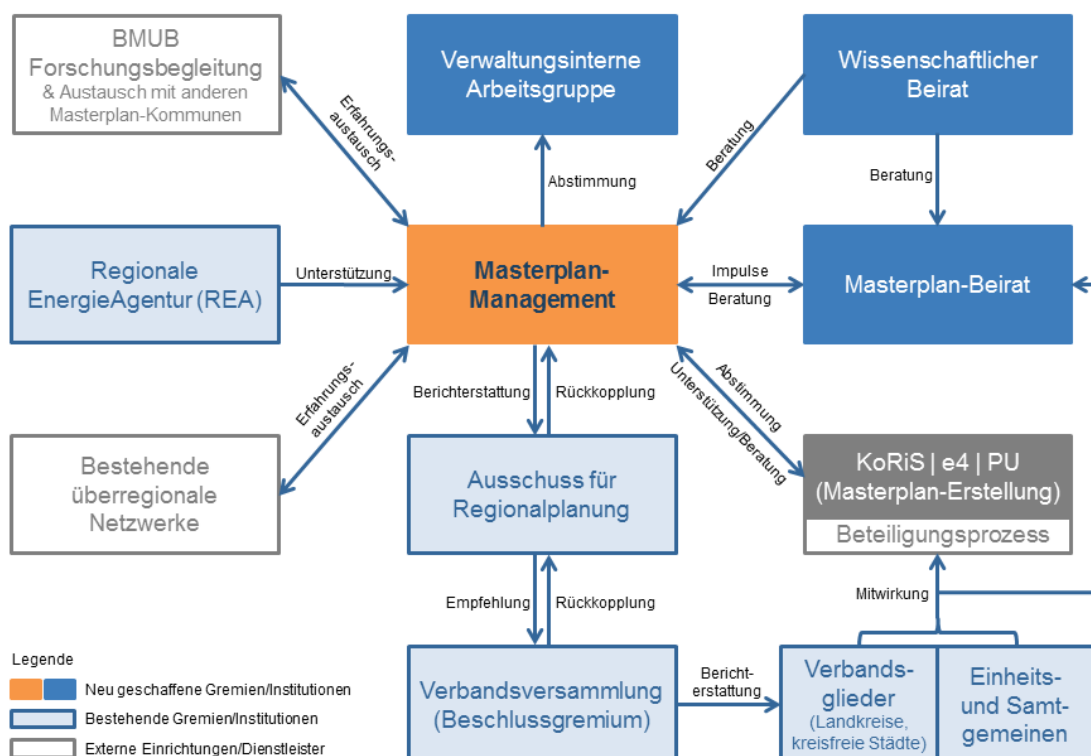 BMUB
Forschungsbegleitung
& Austausch mit anderen
Masterplan-Kommunen
Verwaltungsinterne
Arbeitsgruppe
Wissenschaftlicher
Beirat
Erfahrungs-
austausch
Abstimmung
Beratung
Beratung
Regionale
EnergieAgentur (REA)
Unterstützung
Masterplan-
Management
Impulse
Beratung
Masterplan-Beirat
Erfahrungs-
austausch
Berichterstattung
Rückkopplung
Abstimmung
Unterstützung/Beratung
Bestehende
überregionale
Netzwerke
Ausschuss für
Regionalplanung
KoRiS | e4 | PU
(Masterplan-Erstellung)
Beteiligungsprozess
Empfehlung
Rückkopplung
Mitwirkung
Verbandsversammlung
(Beschlussgremium)
Bericht-
erstattung
Verbands-
glieder
(Landkreise,
kreisfreie Städte)
Einheits-
und Samt-
gemeinen
Legende
Neu geschaffene Gremien/Institutionen
Bestehende Gremien/Institutionen
Externe Einrichtungen/Dienstleister